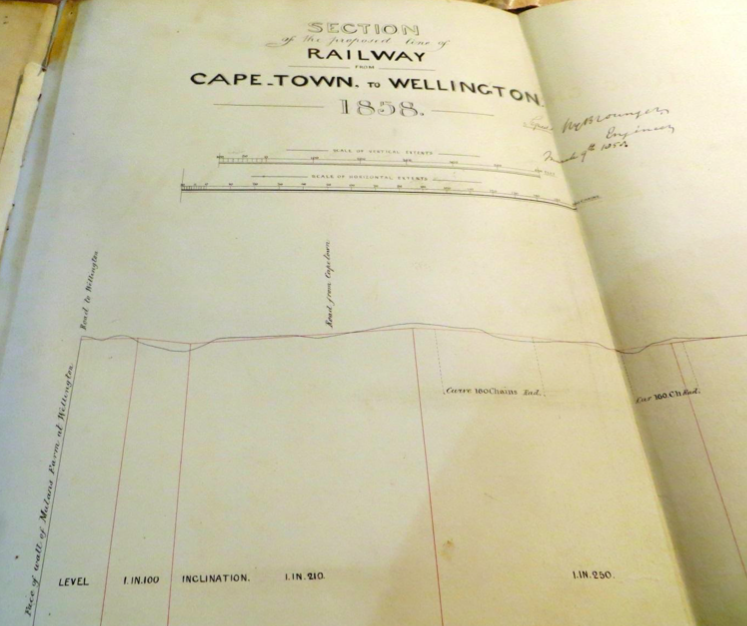 SECTION
of the proposed line of
RAILWAY
FROM
CAPE-TOWN. TO WELLINGTON.
1858.
Engineer
SCALE OF VERTICAL EXTENTS
SCALE OF HORIZONTAL EXTENTS
Road to Wellington
Road from Capetown
Curve 160 Chains Rad.
Cur 160. Ch Rad.
Face of wall of Malans Farm at Wellington
LEVEL
1.IN.100
INCLINATION.
1.IN.210.
1.IN.250.